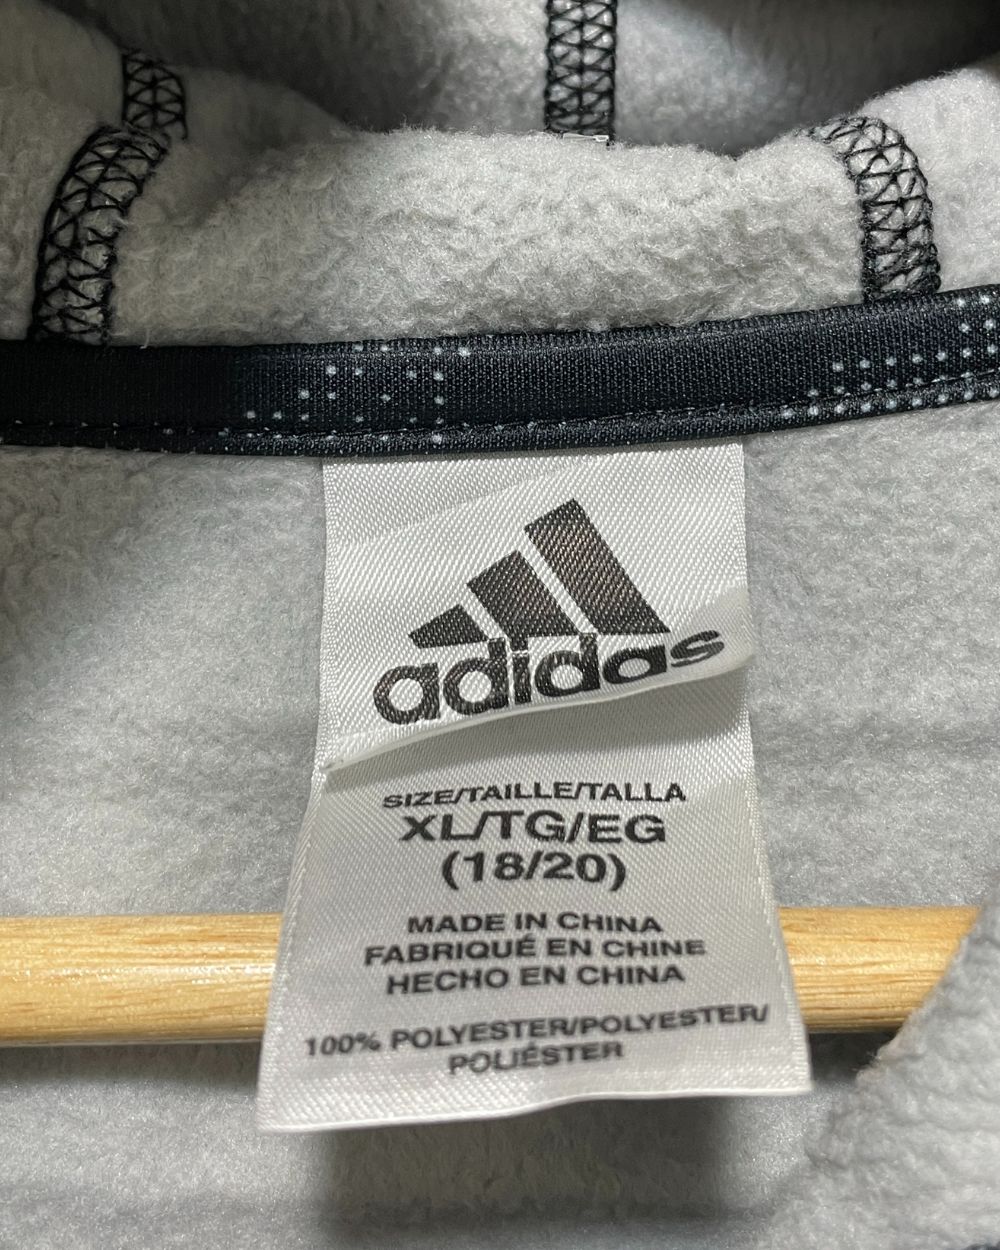 adidas
SIZE/TAILLE/TALLA
XL/TG/EG
(18/20)
MADE IN CHINA
FABRIQUÉ EN CHINE
HECHO EN CHINA
100% POLYESTER/POLYESTER/
POLIÉSTER